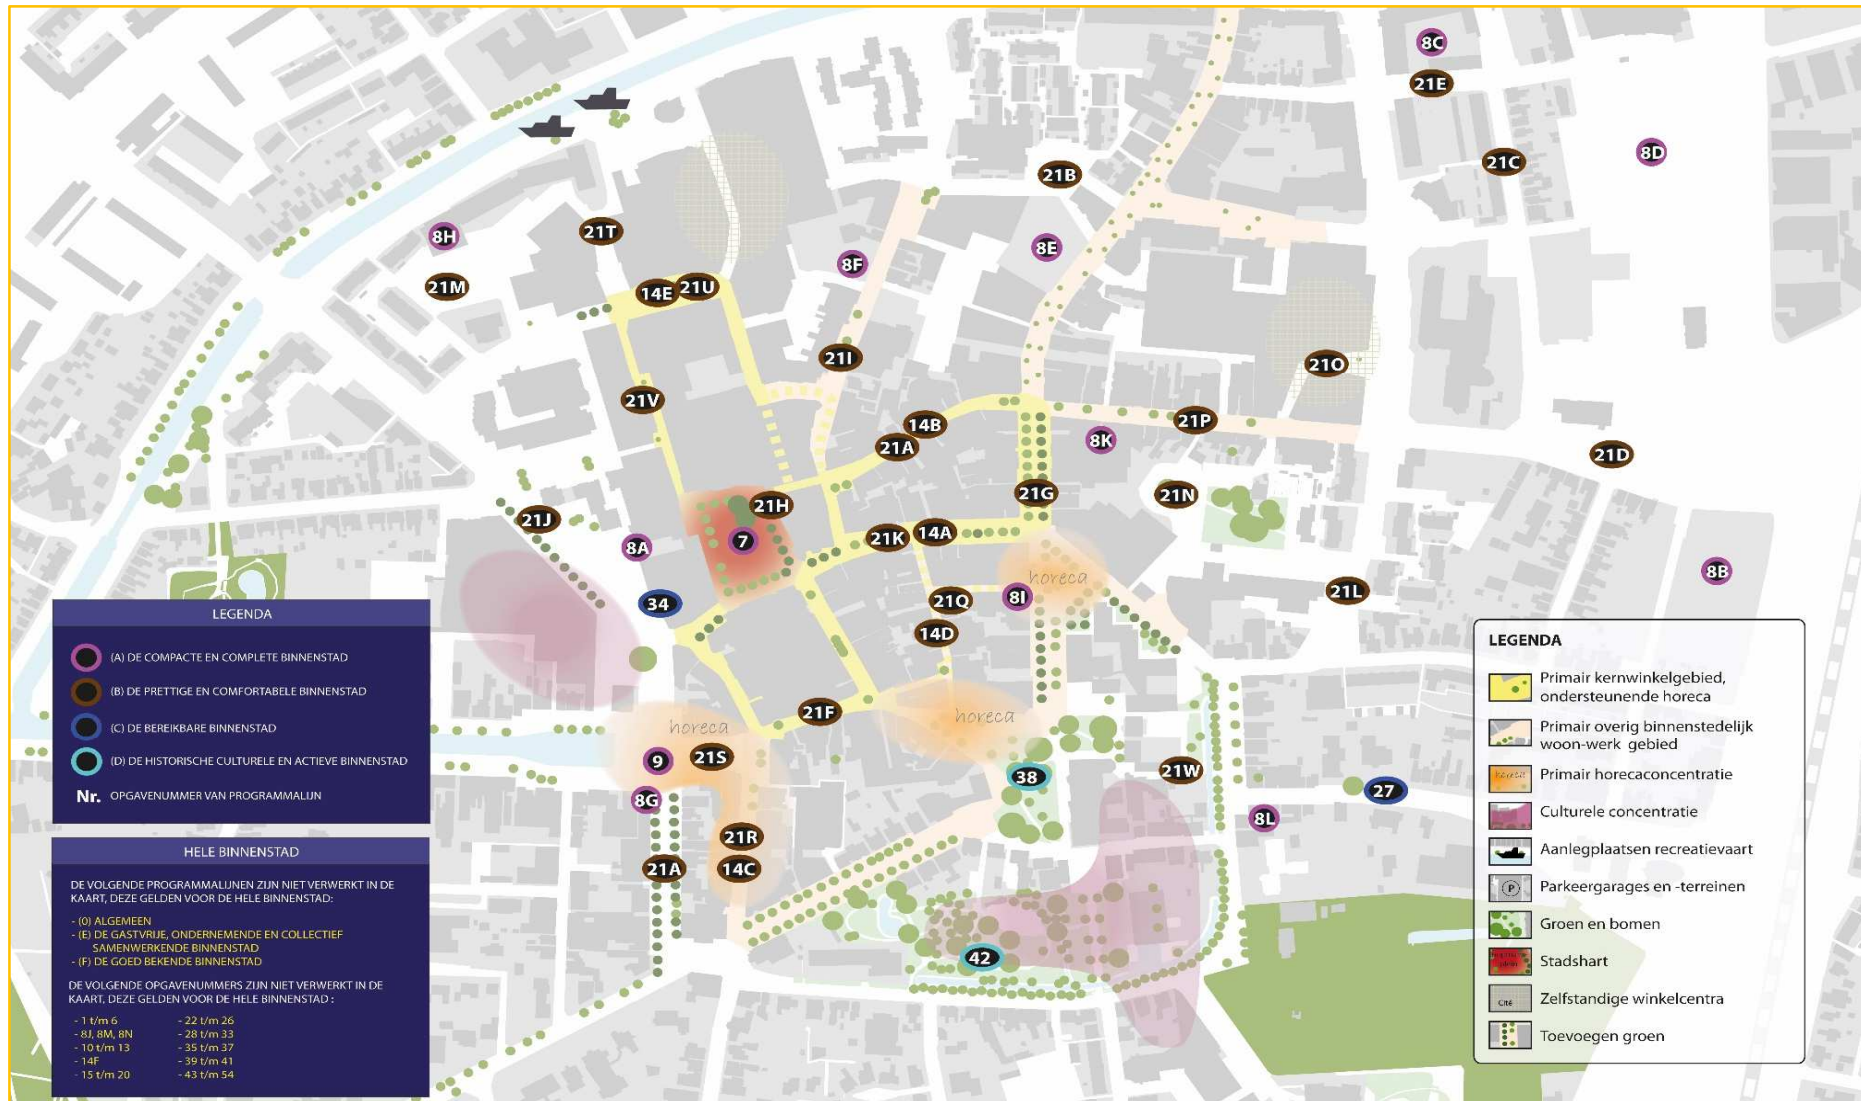 8C
21E
21C
8D
21B
8H
21T
8E
8F
21M
14E
21U
21I
21O
21V
14B
21A
21P
8K
21D
21H
21G
21N
21J
7
8A
21K
14A
8B
horeca
34
21Q
8I
21L
14D
21F
horeca
horeca
9
21S
21W
38
27
8G
8L
21R
21A
14C
42
LEGENDA
(A) DE COMPACTE EN COMPLETE BINNENSTAD
(B) DE PRETTIGE EN COMFORTABELE BINNENSTAD
(C) DE BEREIKBARE BINNENSTAD
(D) DE HISTORISCHE CULTURELE EN ACTIEVE BINNENSTAD
Nr. OPGAVENUMMER VAN PROGRAMMALIJN
HELE BINNENSTAD
DE VOLGENDE PROGRAMMALIJNEN ZIJN NIET VERWERKT IN DE
KAART, DEZE GELDEN VOOR DE HELE BINNENSTAD:
- (0) ALGEMEEN
- (E) DE GASTVRIJE, ONDERNEMENDE EN COLLECTIEF
SAMENWERKENDE BINNENSTAD
- (F) DE GOED BEKENDE BINNENSTAD
DE VOLGENDE OPGAVENUMMERS ZIJN NIET VERWERKT IN DE
KAART, DEZE GELDEN VOOR DE HELE BINNENSTAD :
- 1 t/m 6
- 8J, 8M, 8N
- 10 t/m 13
- 14F
- 15 t/m 20
- 22 t/m 26
- 28 t/m 33
- 35 t/m 37
- 39 t/m 41
- 43 t/m 54
LEGENDA
Primair kernwinkelgebied,
ondersteunende horeca
Primair overig binnenstedelijk
woon-werk gebied
horeca
Primair horecaconcentratie
Culturele concentratie
Aanlegplaatsen recreatievaart
P
Parkeergarages en -terreinen
Groen en bomen
Stadshart
Cité
Zelfstandige winkelcentra
Toevoegen groen